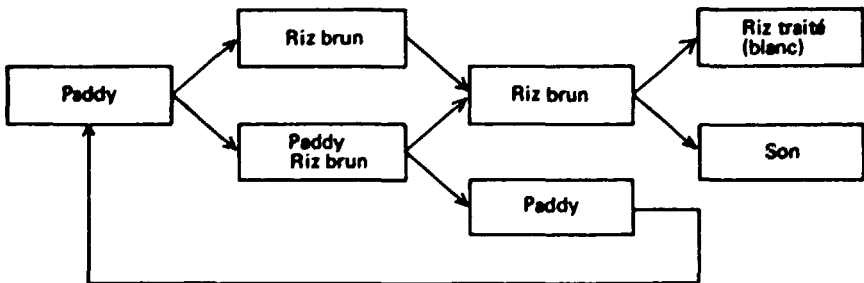 Paddy
Riz brun
Paddy
Riz brun
Riz brun
Paddy
Riz traité
(blanc)
Son